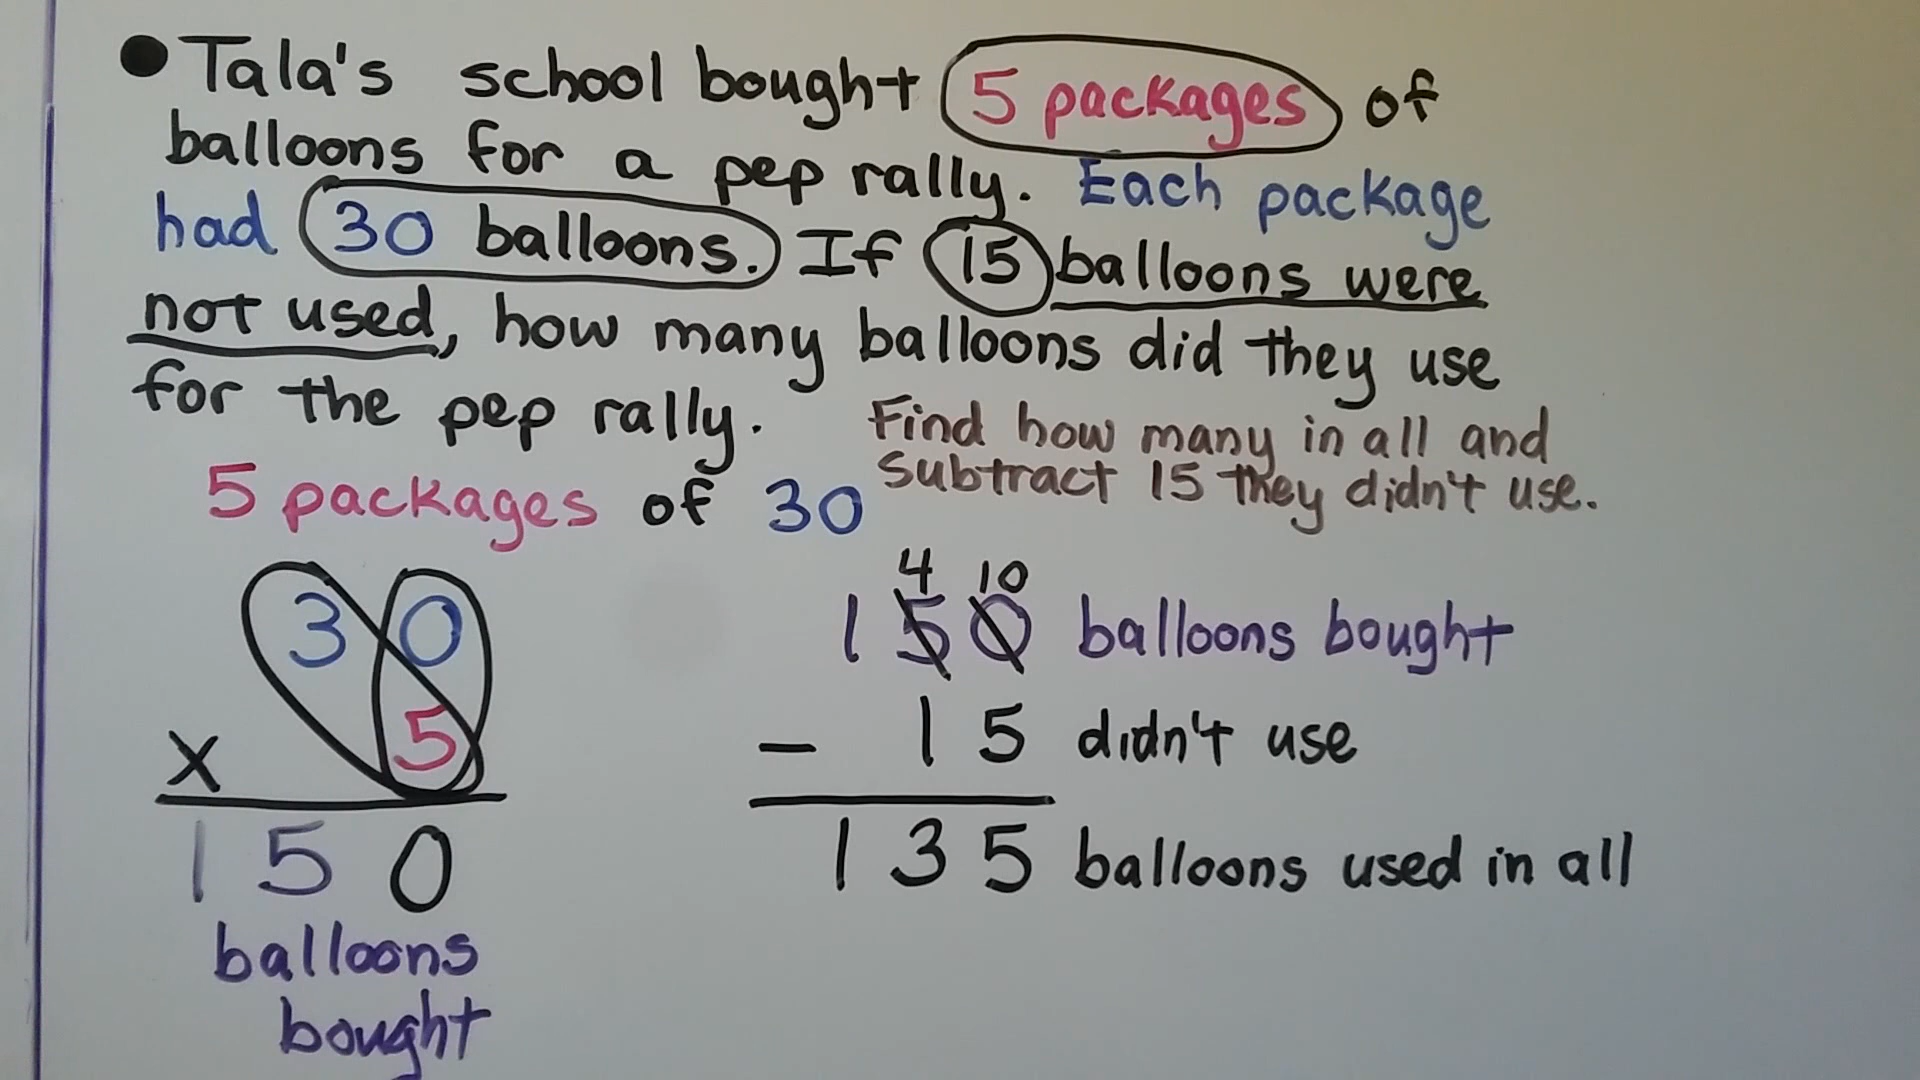 ● Tala's school bought 5 packages of
balloons for a pep rally. Each package
had 30 balloons. If 15 balloons were
not used, how many balloons did they use
for the pep rally.
Find how many in all and
subtract 15 they didn't use.
5 packages of 30
30
x 5
150
balloons
bought
4 10
150 balloons bought
- 15 didn't use
135 balloons used in all